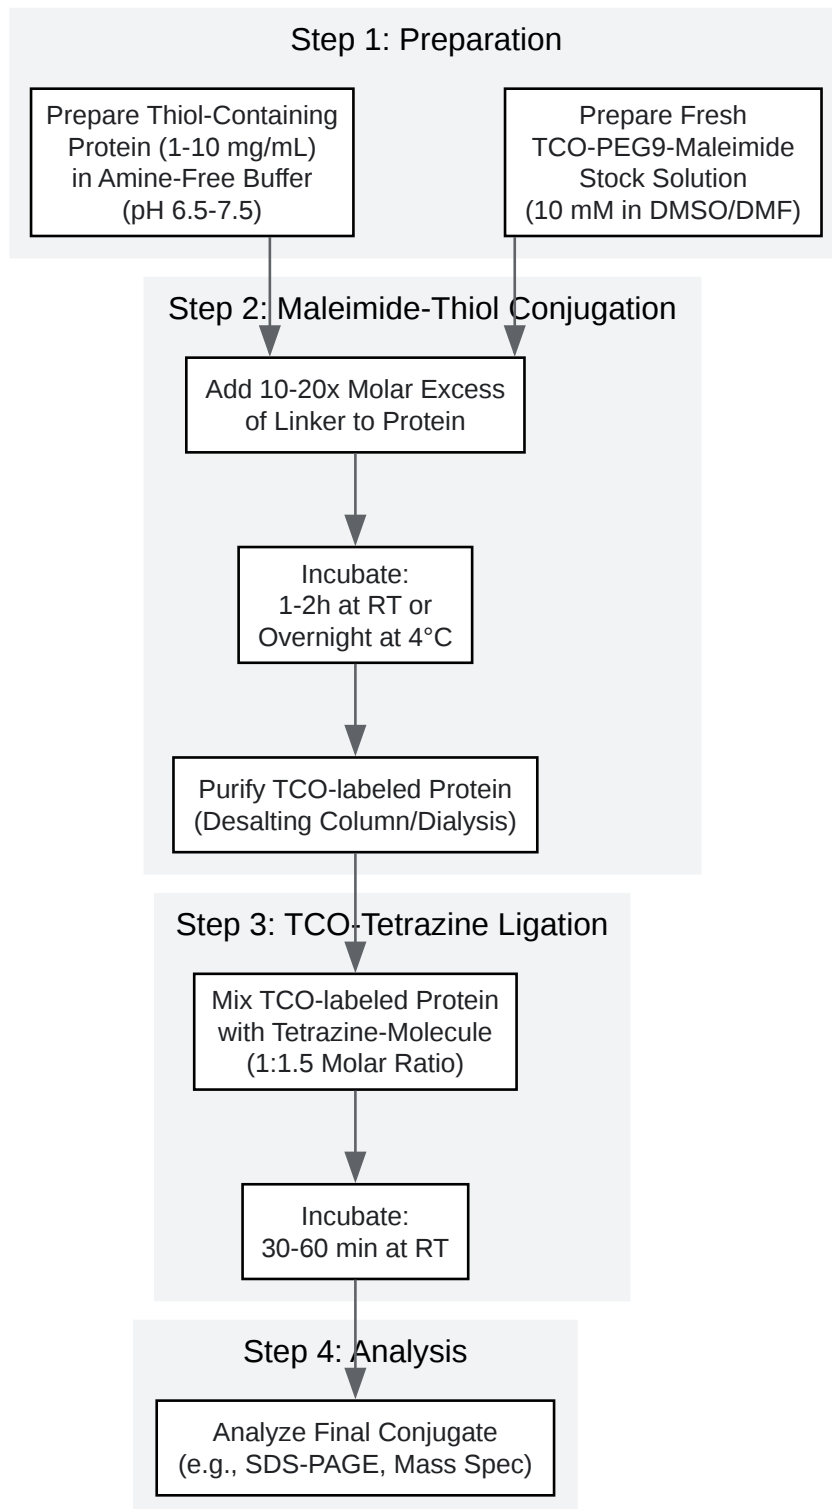 Step 1: Preparation
Prepare Thiol-Containing
Protein (1-10 mg/mL)
in Amine-Free Buffer
(pH 6.5-7.5)
Prepare Fresh
TCO-PEG9-Maleimide
Stock Solution
(10 mM in DMSO/DMF)
Step 2: Maleimide-Thiol Conjugation
Add 10-20x Molar Excess
of Linker to Protein
Incubate:
1-2h at RT or
Overnight at 4°C
Purify TCO-labeled Protein
(Desalting Column/Dialysis)
Step 3: TCO-Tetrazine Ligation
Mix TCO-labeled Protein
with Tetrazine-Molecule
(1:1.5 Molar Ratio)
Incubate:
30-60 min at RT
Step 4: Analysis
Analyze Final Conjugate
(e.g., SDS-PAGE, Mass Spec)